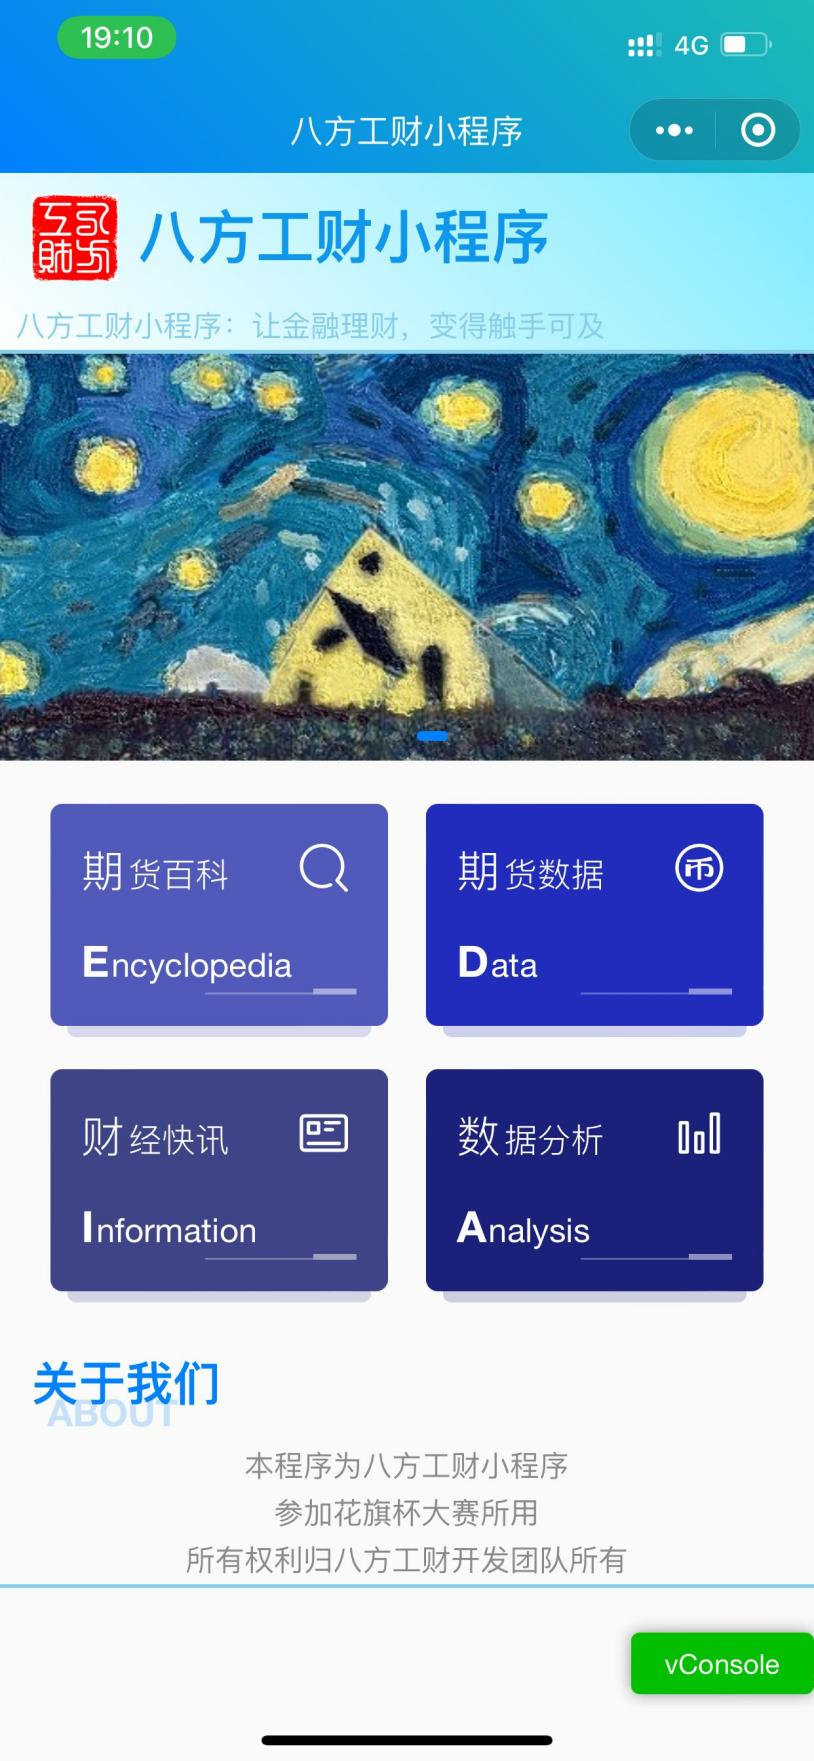 19:10
4G
八方工财小程序
八方工财
八方工财小程序
八方工财小程序：让金融理财，变得触手可及
期货百科
Encyclopedia
期货数据
币
Data
财经快讯
Information
数据分析
Analysis
关于我们
ABOUT
本程序为八方工财小程序
参加花旗杯大赛所用
所有权利归八方工财开发团队所有
vConsole